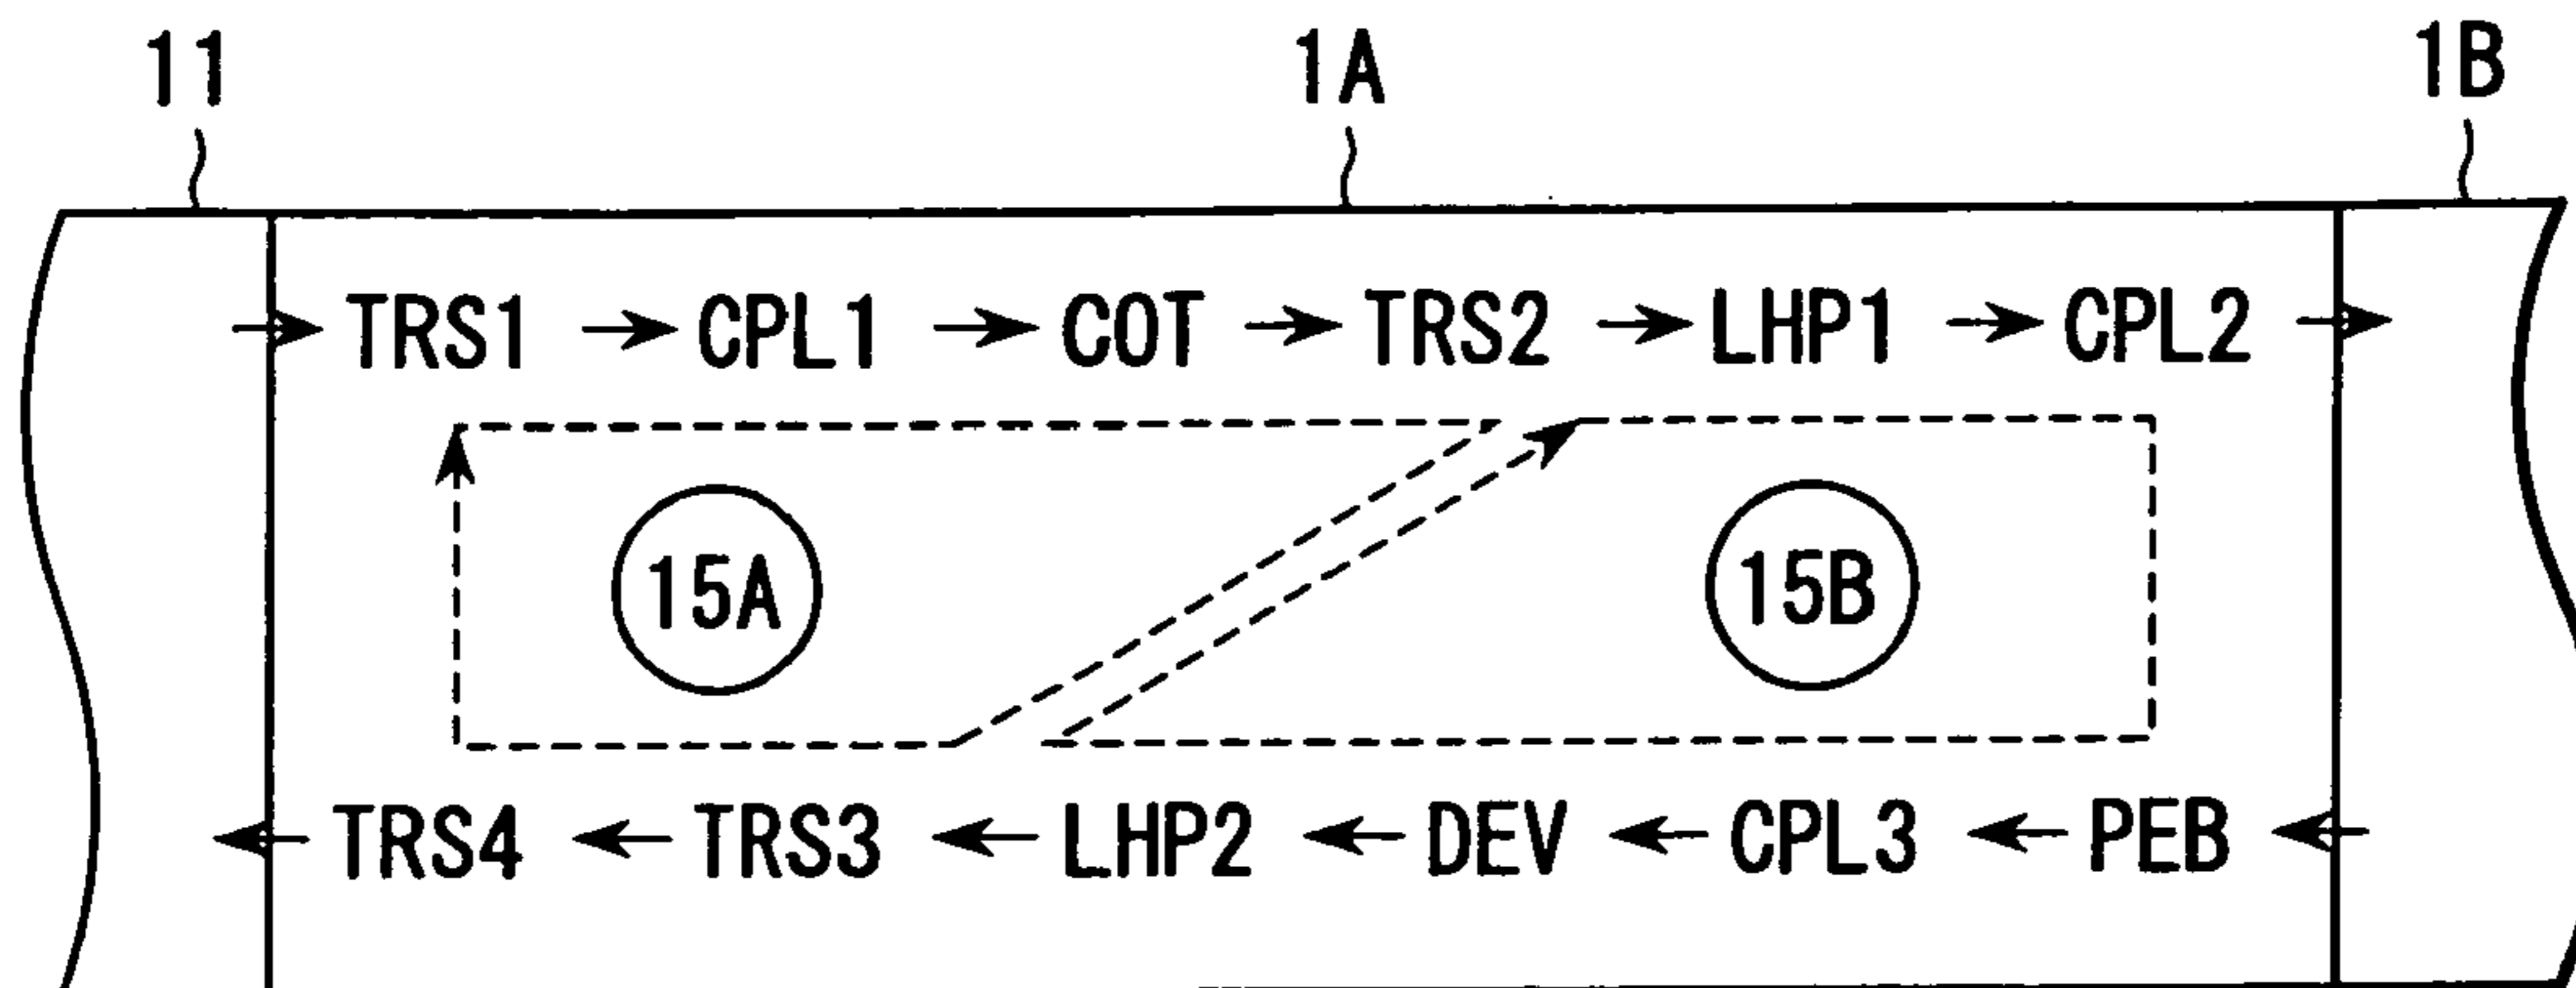 11 1A 1B
TRS1 → CPL1 → COT → TRS2 → LHP1 → CPL2 →
15A 15B
← TRS4 ← TRS3 ← LHP2 ← DEV ← CPL3 ← PEB ←